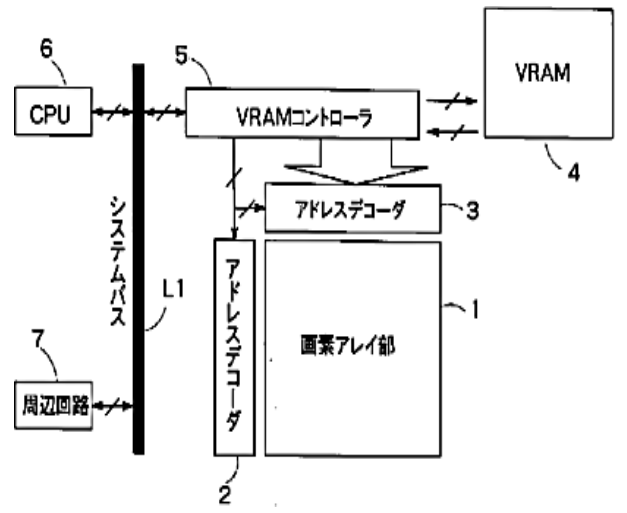 6
CPU
5
VRAMコントローラ
VRAM
4
アドレスデコーダ
3
システムバス
L1
アドレスデコーダ
2
画素アレイ部
1
7
周辺回路